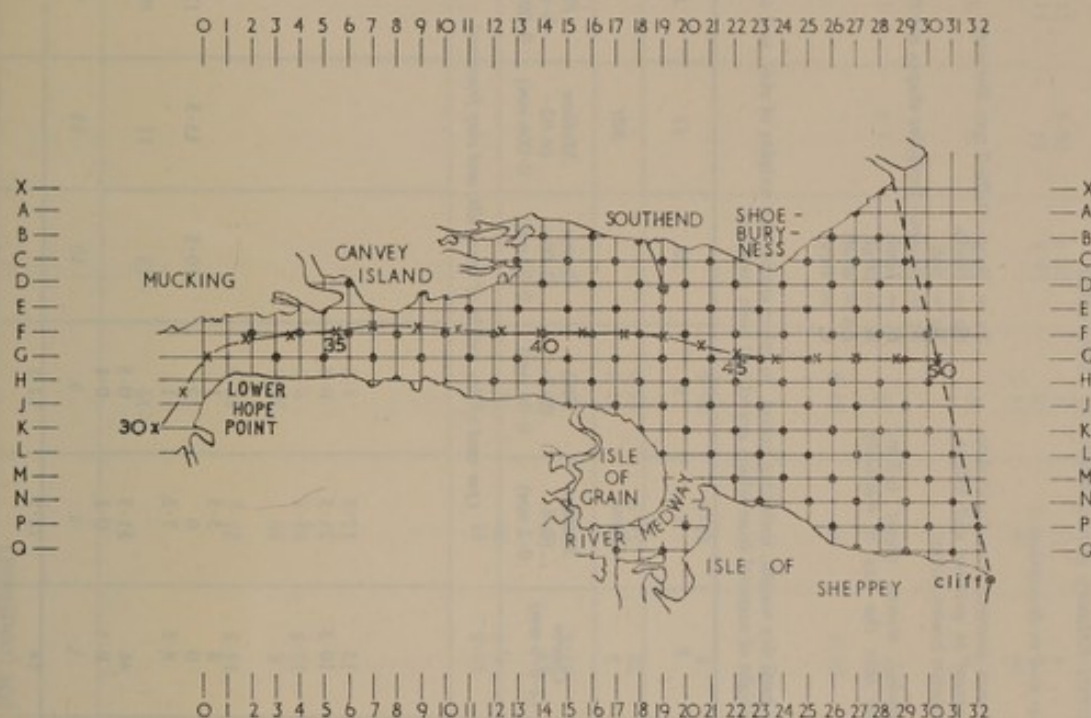 0 1 2 3 4 5 6 7 8 9 10 11 12 13 14 15 16 17 18 19 20 21 22 23 24 25 26 27 28 29 30 31 32
X X
A A
B B
C C
D D
E E
F F
G G
H H
J J
K K
L L
M M
N N
P P
Q Q
SOUTHEND
SHOE-
BURY-
NESS
CANVEY
ISLAND
MUCKING
35
40
45
50
LOWER
HOPE
POINT
30
ISLE
OF
GRAIN
RIVER MEDWAY
ISLE OF
SHEPPEY
cliff
0 1 2 3 4 5 6 7 8 9 10 11 12 13 14 15 16 17 18 19 20 21 22 23 24 25 26 27 28 29 30 31 32